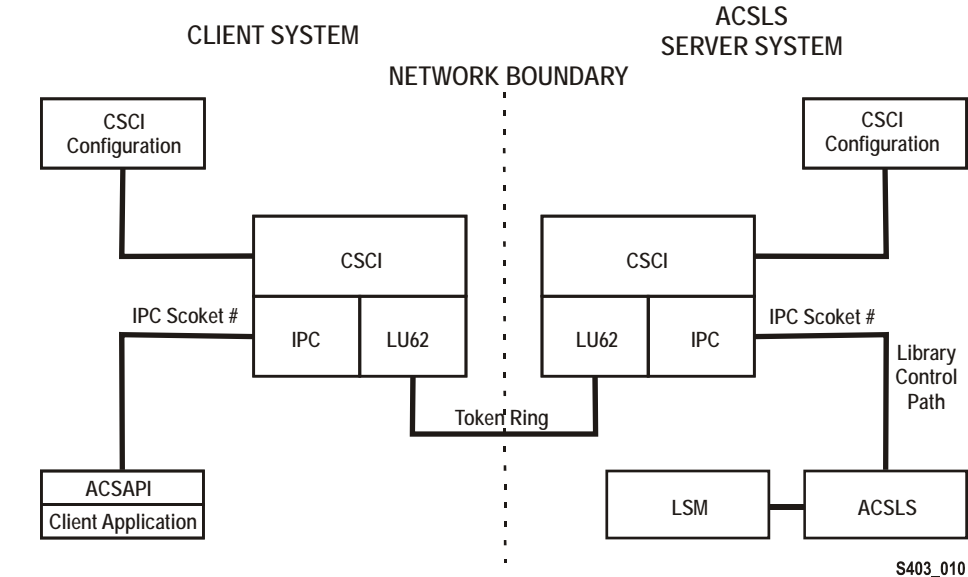 CLIENT SYSTEM
ACSLS
SERVER SYSTEM
NETWORK BOUNDARY
CSCI
Configuration
CSCI
Configuration
CSCI
CSCI
IPC Scoket #
IPC
LU62
LU62
IPC
IPC Scoket #
Library
Control
Path
Token Ring
ACSAPI
Client Application
LSM
ACSLS
S403_010